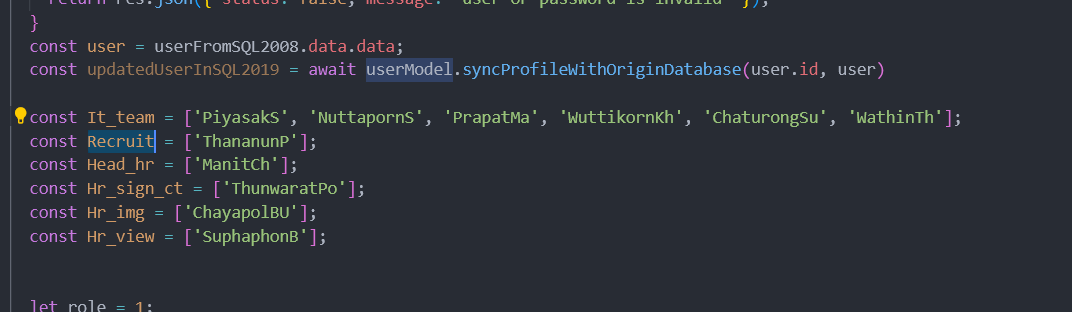 return res.json({ status: false, message: "user or password is invalid" });
}
const user = userFromSQL2008.data.data;
const updatedUserInSQL2019 = await userModel.syncProfileWithOriginDatabase(user.id, user)
const It_team = ['PiyasakS', 'NuttapornS', 'PrapatMa', 'WuttikornKh', 'ChaturongSu', 'WathinTh'];
const Recruit = ['ThananunP'];
const Head_hr = ['ManitCh'];
const Hr_sign_ct = ['ThunwaratPo'];
const Hr_img = ['ChayapolBU'];
const Hr_view = ['SuphaphonB'];
let role = 1;